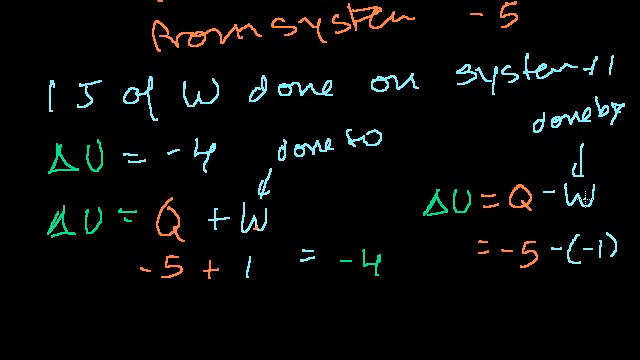 from system -5
1 J of W done on system +1
done by
ΔU = -4 done to
ΔU = Q + W
ΔU = Q - W
-5 + 1 = -4
= -5 - (-1)